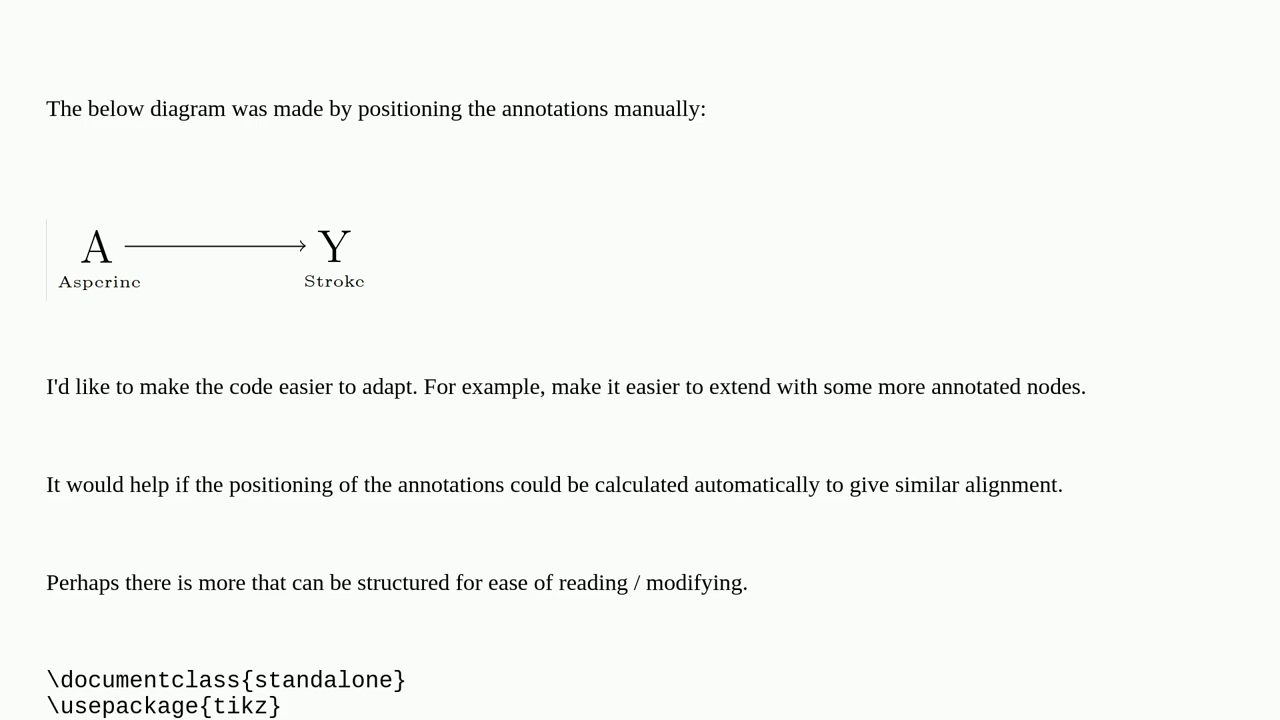 The below diagram was made by positioning the annotations manually:
A Y
Asperine Stroke
I'd like to make the code easier to adapt. For example, make it easier to extend with some more annotated nodes.
It would help if the positioning of the annotations could be calculated automatically to give similar alignment.
Perhaps there is more that can be structured for ease of reading / modifying.
\documentclass{standalone}
\usepackage{tikz}